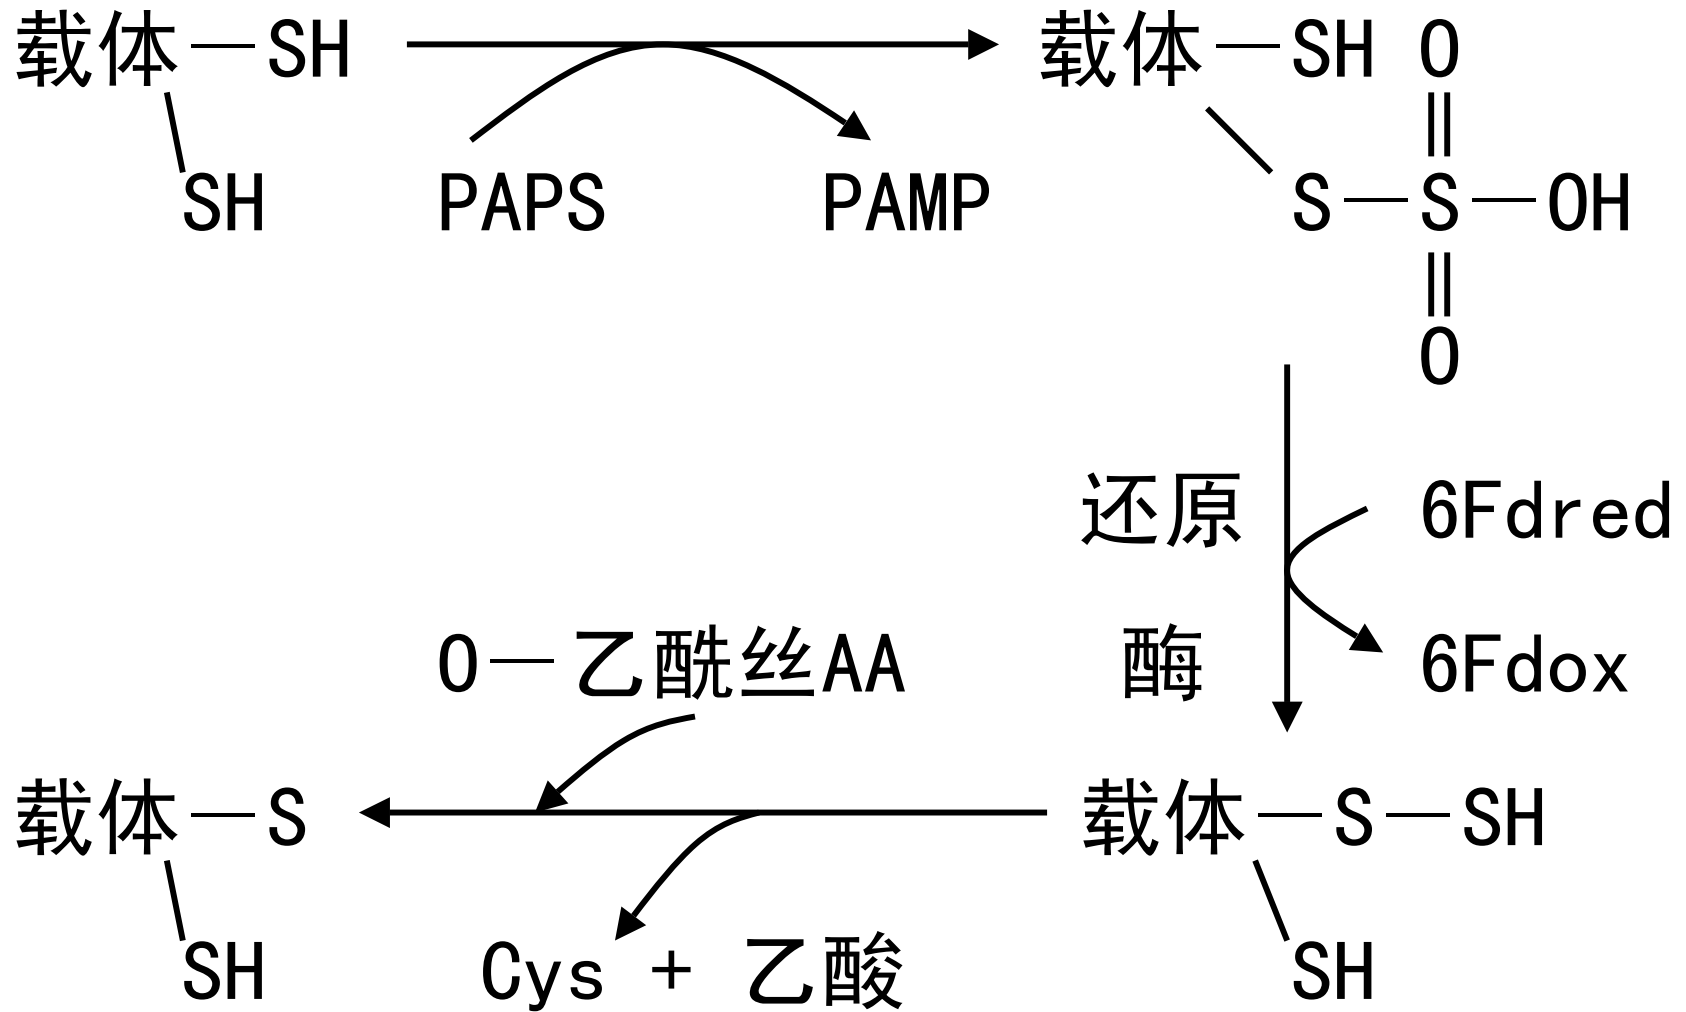 载体—SH 载体—SH O
SH PAPS PAMP S—S—OH
O
还原 6Fdred
O—乙酰丝AA 酶 6Fdox
载体—S 载体—S—SH
SH Cys + 乙酸 SH